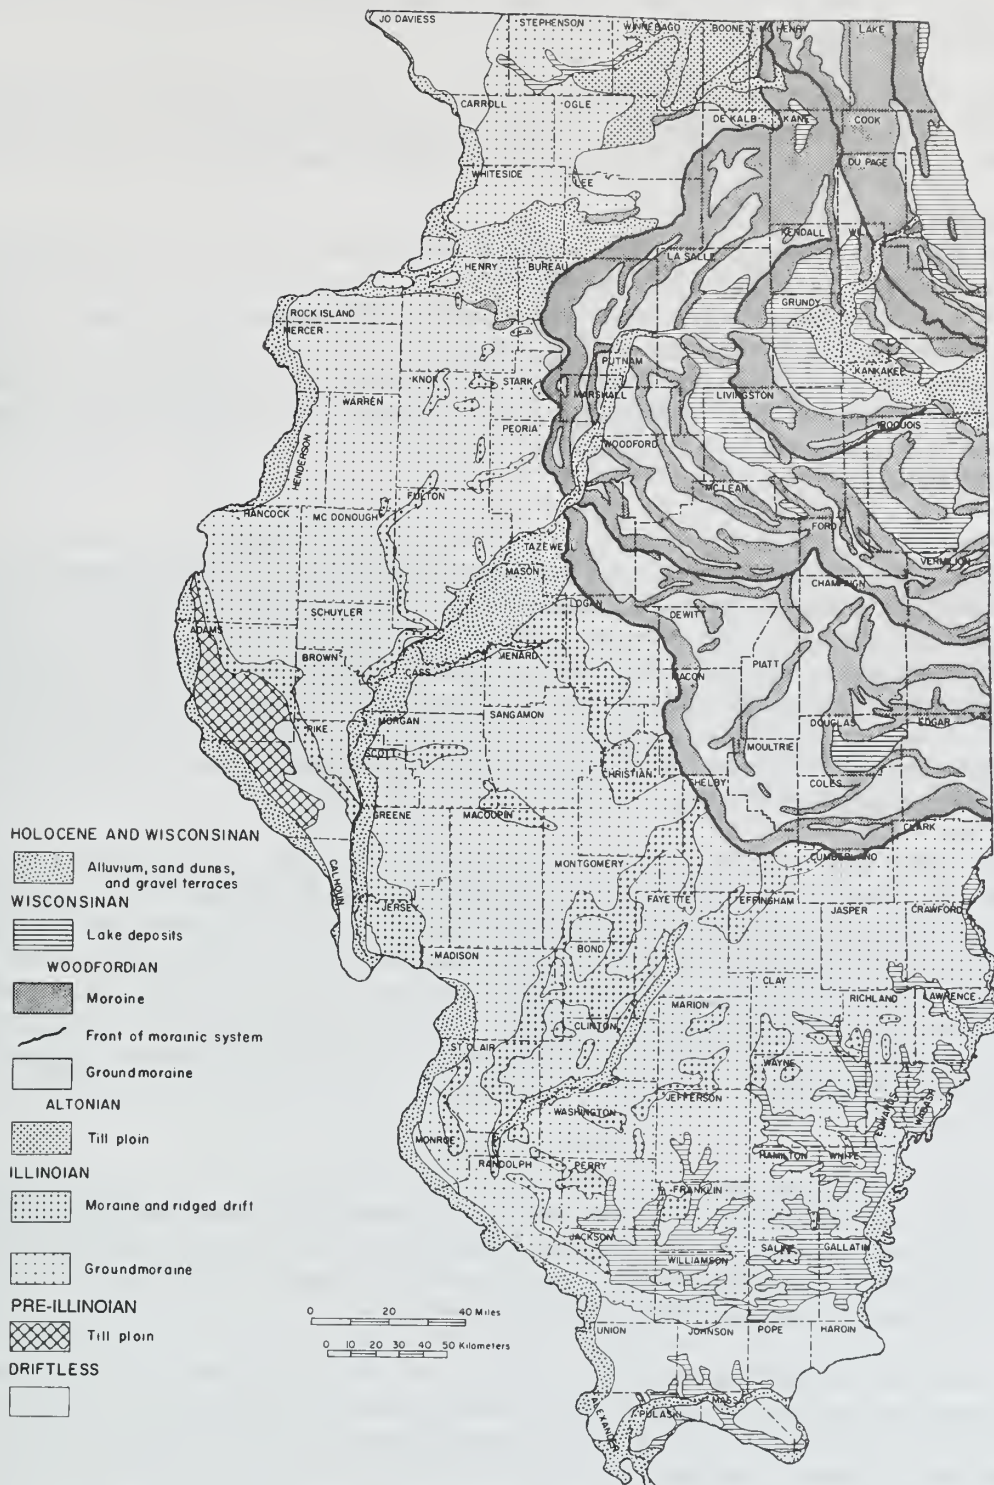 JO DAVIESS
STEPHENSON
WINNEBAGO
BOONE
MC HENRY
LAKE
CARROLL
OGLE
DE KALB
KANE
COOK
DU PAGE
WHITESIDE
LEE
KENDALL
WILL
HENRY
BUREAU
LA SALLE
GRUNDY
ROCK ISLAND
MERCER
PUTNAM
KANKAKEE
KNOX
STARK
MARSHALL
LIVINGSTON
WARREN
PEORIA
WOODFORD
IROQUOIS
HENDERSON
FULTON
MC LEAN
HANCOCK
MC DONOUGH
FORD
TAZEWELL
MASON
VERMILION
CHAMPAIGN
LOGAN
SCHUYLER
DEWITT
ADAMS
MENARD
BROWN
CASS
PIATT
MACON
MORGAN
SANGAMON
DOUGLAS
EDGAR
PIKE
SCOTT
MOULTRIE
CHRISTIAN
SHELBY
COLES
GREENE
MACOUPIN
CLARK
CUMBERLAND
MONTGOMERY
CALHOUN
FAYETTE
EFFINGHAM
JASPER
CRAWFORD
JERSEY
BOND
MADISON
CLAY
RICHLAND
LAWRENCE
MARION
CLINTON
ST CLAIR
WAYNE
EDWARDS
WABASH
JEFFERSON
WASHINGTON
MONROE
HAMILTON
WHITE
RANDOLPH
PERRY
FRANKLIN
JACKSON
WILLIAMSON
SALINE
GALLATIN
UNION
JOHNSON
POPE
HARDIN
ALEXANDER
PULASKI
HOLOCENE AND WISCONSINAN
Alluvium, sand dunes,
and gravel terraces
WISCONSINAN
Lake deposits
WOODFORDIAN
Moraine
Front of morainic system
Groundmoraine
ALTONIAN
Till plain
ILLINOIAN
Moraine and ridged drift
Groundmoraine
PRE-ILLINOIAN
Till plain
DRIFTLESS
0 20 40 Miles
0 10 20 30 40 50 Kilometers